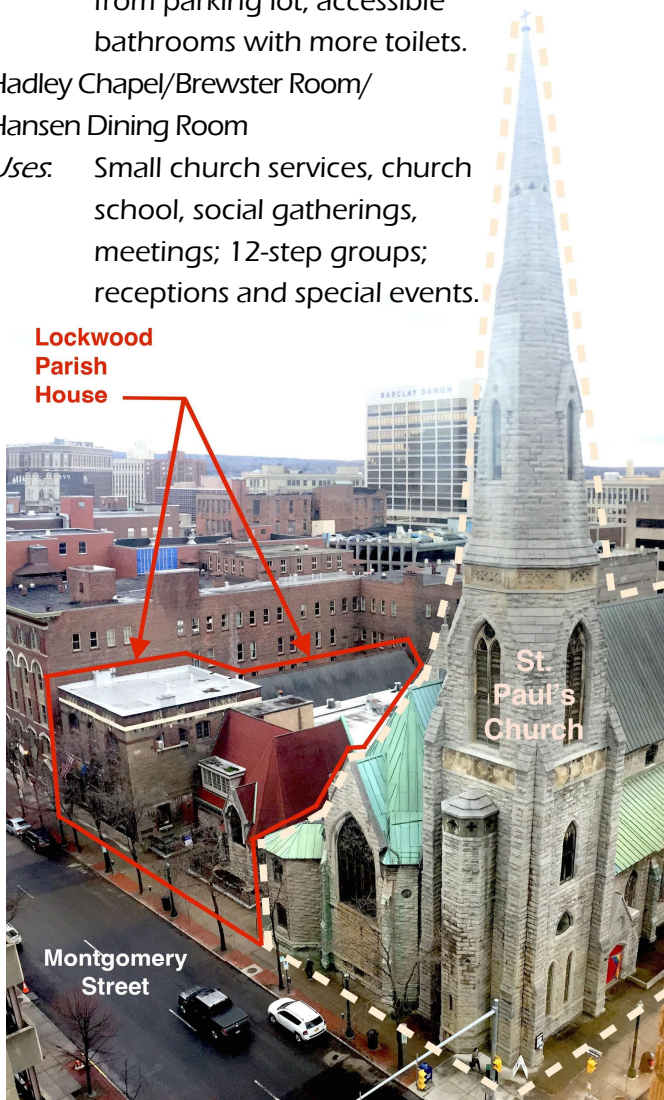 from parking lot, accessible
bathrooms with more toilets.
Hadley Chapel/Brewster Room/
Hansen Dining Room
Uses: Small church services, church
school, social gatherings,
meetings; 12-step groups;
receptions and special events.
Lockwood
Parish
House
BARCLAY DAMON
St.
Paul's
Church
Montgomery
Street